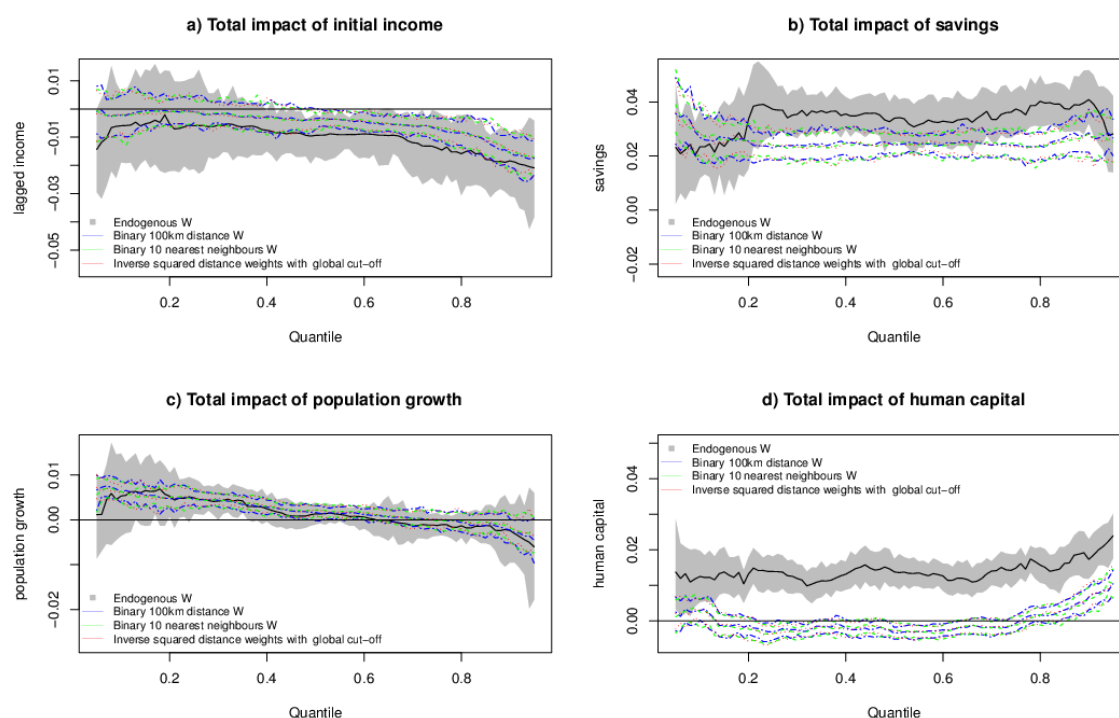 a) Total impact of initial income
lagged income
0.01
−0.01
−0.03
−0.05
Endogenous W
Binary 100km distance W
Binary 10 nearest neighbours W
Inverse squared distance weights with global cut−off
0.2 0.4 0.6 0.8
Quantile
b) Total impact of savings
savings
0.04
0.02
0.00
−0.02
Endogenous W
Binary 100km distance W
Binary 10 nearest neighbours W
Inverse squared distance weights with global cut−off
0.2 0.4 0.6 0.8
Quantile
c) Total impact of population growth
population growth
0.01
0.00
−0.02
Endogenous W
Binary 100km distance W
Binary 10 nearest neighbours W
Inverse squared distance weights with global cut−off
0.2 0.4 0.6 0.8
Quantile
d) Total impact of human capital
human capital
0.04
0.02
0.00
Endogenous W
Binary 100km distance W
Binary 10 nearest neighbours W
Inverse squared distance weights with global cut−off
0.2 0.4 0.6 0.8
Quantile